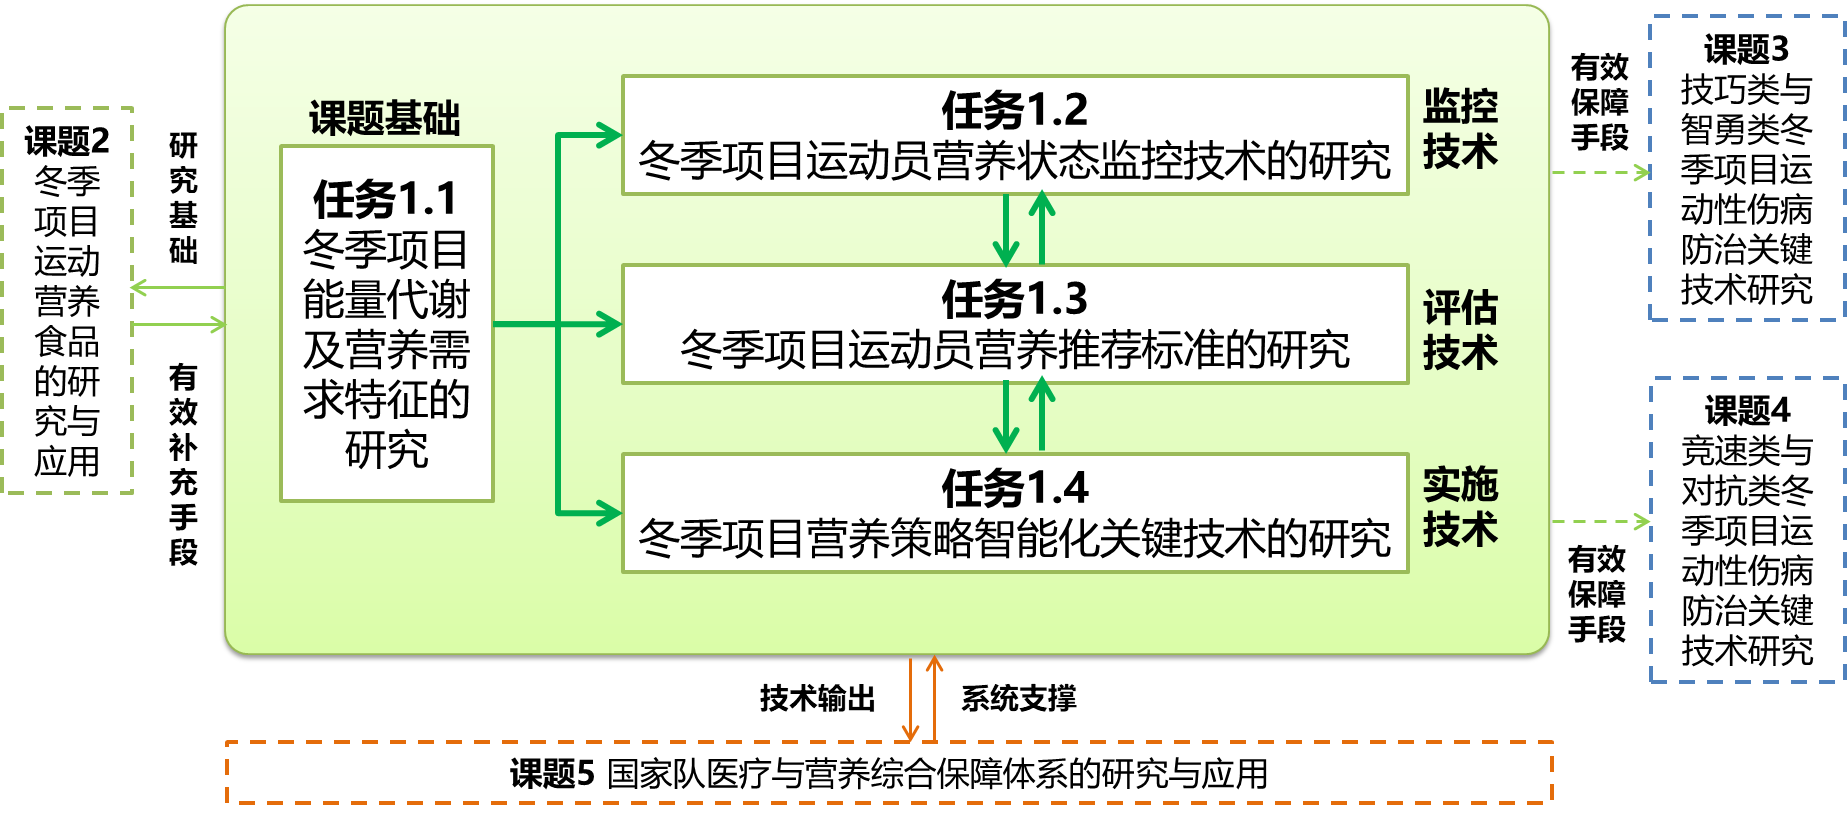 课题2
冬季
项目
运动
营养
食品
的研
究与
应用
研
究
基
础
有
效
补
充
手
段
课题基础
任务1.1
冬季项目
能量代谢
及营养需
求特征的
研究
任务1.2
冬季项目运动员营养状态监控技术的研究
监控
技术
任务1.3
冬季项目运动员营养推荐标准的研究
评估
技术
任务1.4
冬季项目营养策略智能化关键技术的研究
实施
技术
有效
保障
手段
课题3
技巧类与
智勇类冬
季项目运
动性伤病
防治关键
技术研究
有效
保障
手段
课题4
竞速类与
对抗类冬
季项目运
动性伤病
防治关键
技术研究
技术输出
系统支撑
课题5 国家队医疗与营养综合保障体系的研究与应用